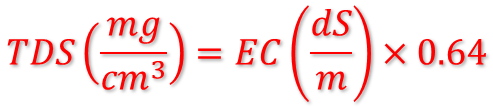 TDS (mg/cm³) = EC (dS/m) × 0.64